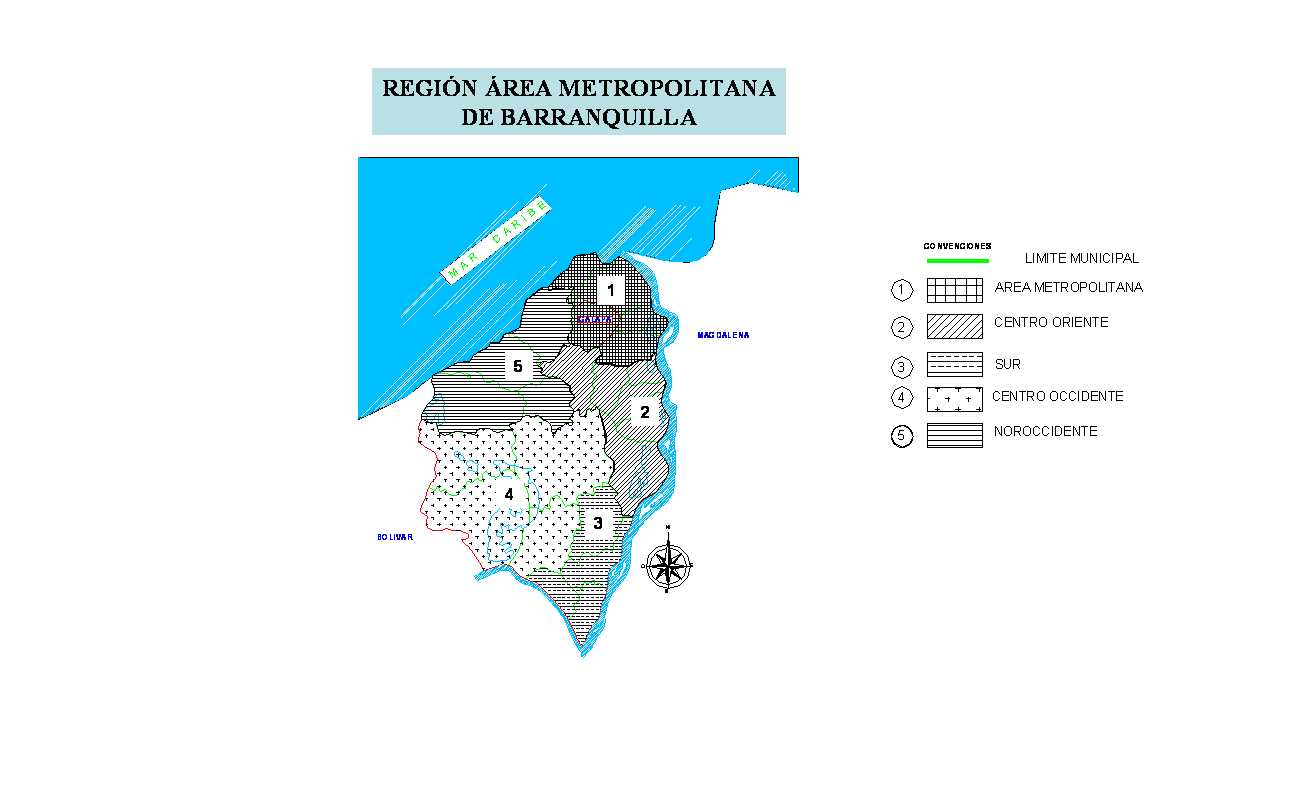 REGIÓN ÁREA METROPOLITANA
DE BARRANQUILLA
MAR CARIBE
1
GALAPA
MAGDALENA
5
2
4
3
BOLIVAR
N
O
E
S
CONVENCIONES
LIMITE MUNICIPAL
1 AREA METROPOLITANA
2 CENTRO ORIENTE
3 SUR
4 CENTRO OCCIDENTE
5 NOROCCIDENTE